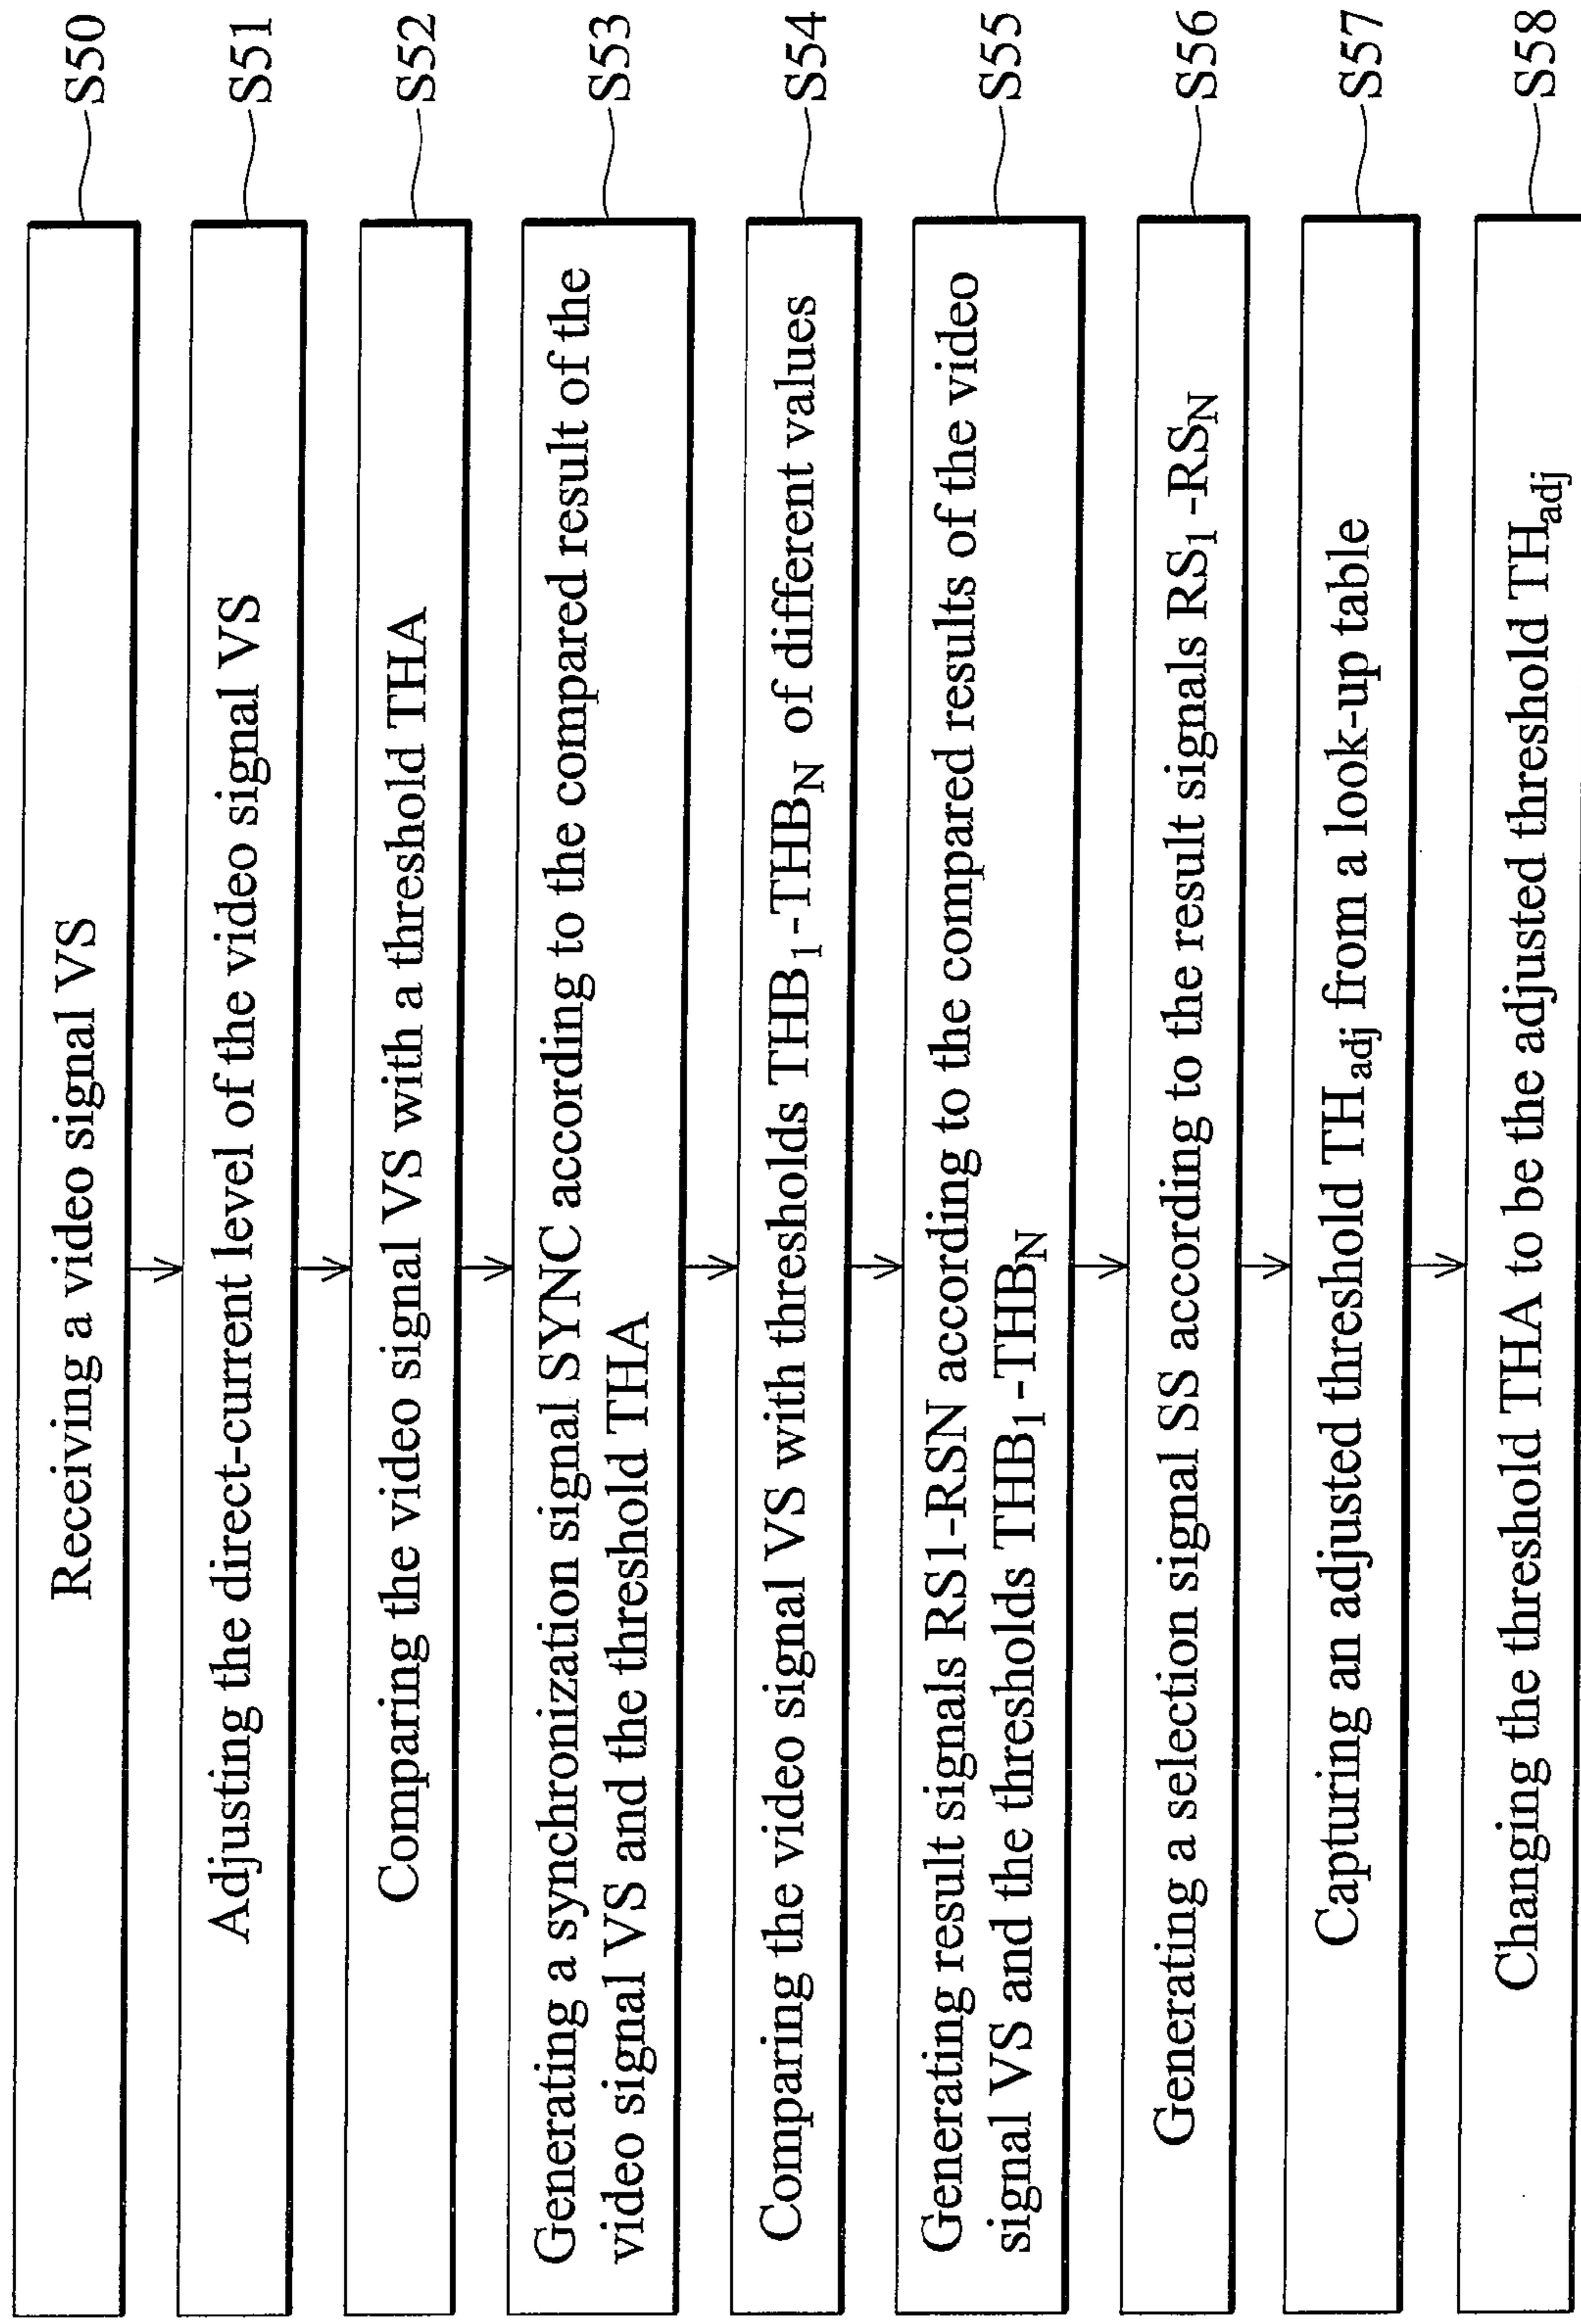 Receiving a video signal VS
S50
Adjusting the direct-current level of the video signal VS
S51
Comparing the video signal VS with a threshold THA
S52
Generating a synchronization signal SYNC according to the compared result of the
video signal VS and the threshold THA
S53
Comparing the video signal VS with thresholds THB1-THBN of different values
S54
Generating result signals RS1-RSN according to the compared results of the video
signal VS and the thresholds THB1-THBN
S55
Generating a selection signal SS according to the result signals RS1-RSN
S56
Capturing an adjusted threshold THadj from a look-up table
S57
Changing the threshold THA to be the adjusted threshold THadj
S58